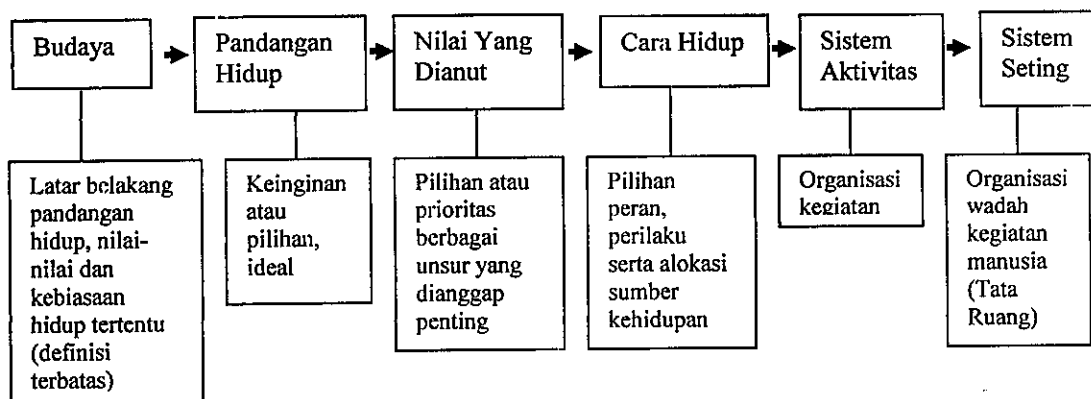 Budaya
Pandangan
Hidup
Nilai Yang
Dianut
Cara Hidup
Sistem
Aktivitas
Sistem
Seting
Latar belakang
pandangan
hidup, nilai-
nilai dan
kebiasaan
hidup tertentu
(definisi
terbatas)
Keinginan
atau
pilihan,
ideal
Pilihan atau
prioritas
berbagai
unsur yang
dianggap
penting
Pilihan
peran,
perilaku
serta alokasi
sumber
kehidupan
Organisasi
kegiatan
Organisasi
wadah
kegiatan
manusia
(Tata
Ruang)